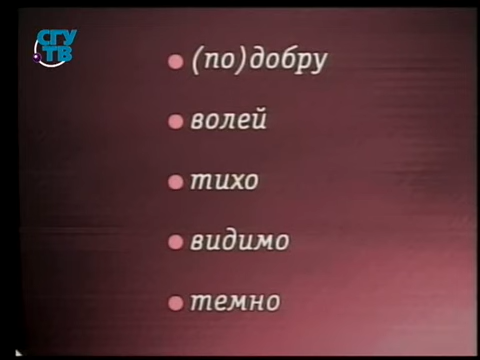 СГУ
ТВ
(по)добру
волей
тихо
видимо
темно